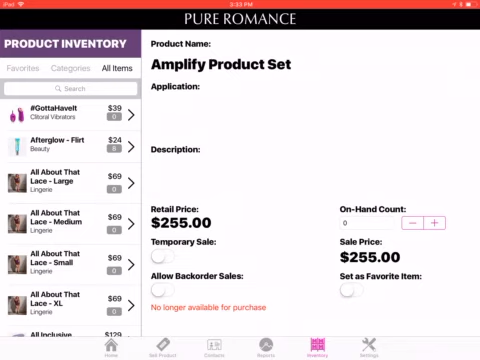 iPad
3:33 PM
PURE ROMANCE
PRODUCT INVENTORY
Favorites Categories All Items
Search
#GottaHaveIt
Clitoral Vibrators
$39
0
Afterglow - Flirt
Beauty
$24
8
All About That
Lace - Large
Lingerie
$69
0
All About That
Lace - Medium
Lingerie
$69
0
All About That
Lace - Small
Lingerie
$69
0
All About That
Lace - XL
Lingerie
$69
0
All Inclusive
$129
Product Name:
Amplify Product Set
Application:
Description:
Retail Price:
$255.00
On-Hand Count:
0
Temporary Sale:
Sale Price:
$255.00
Allow Backorder Sales:
Set as Favorite Item:
No longer available for purchase
Home
Sell Product
Contacts
Reports
Inventory
Settings